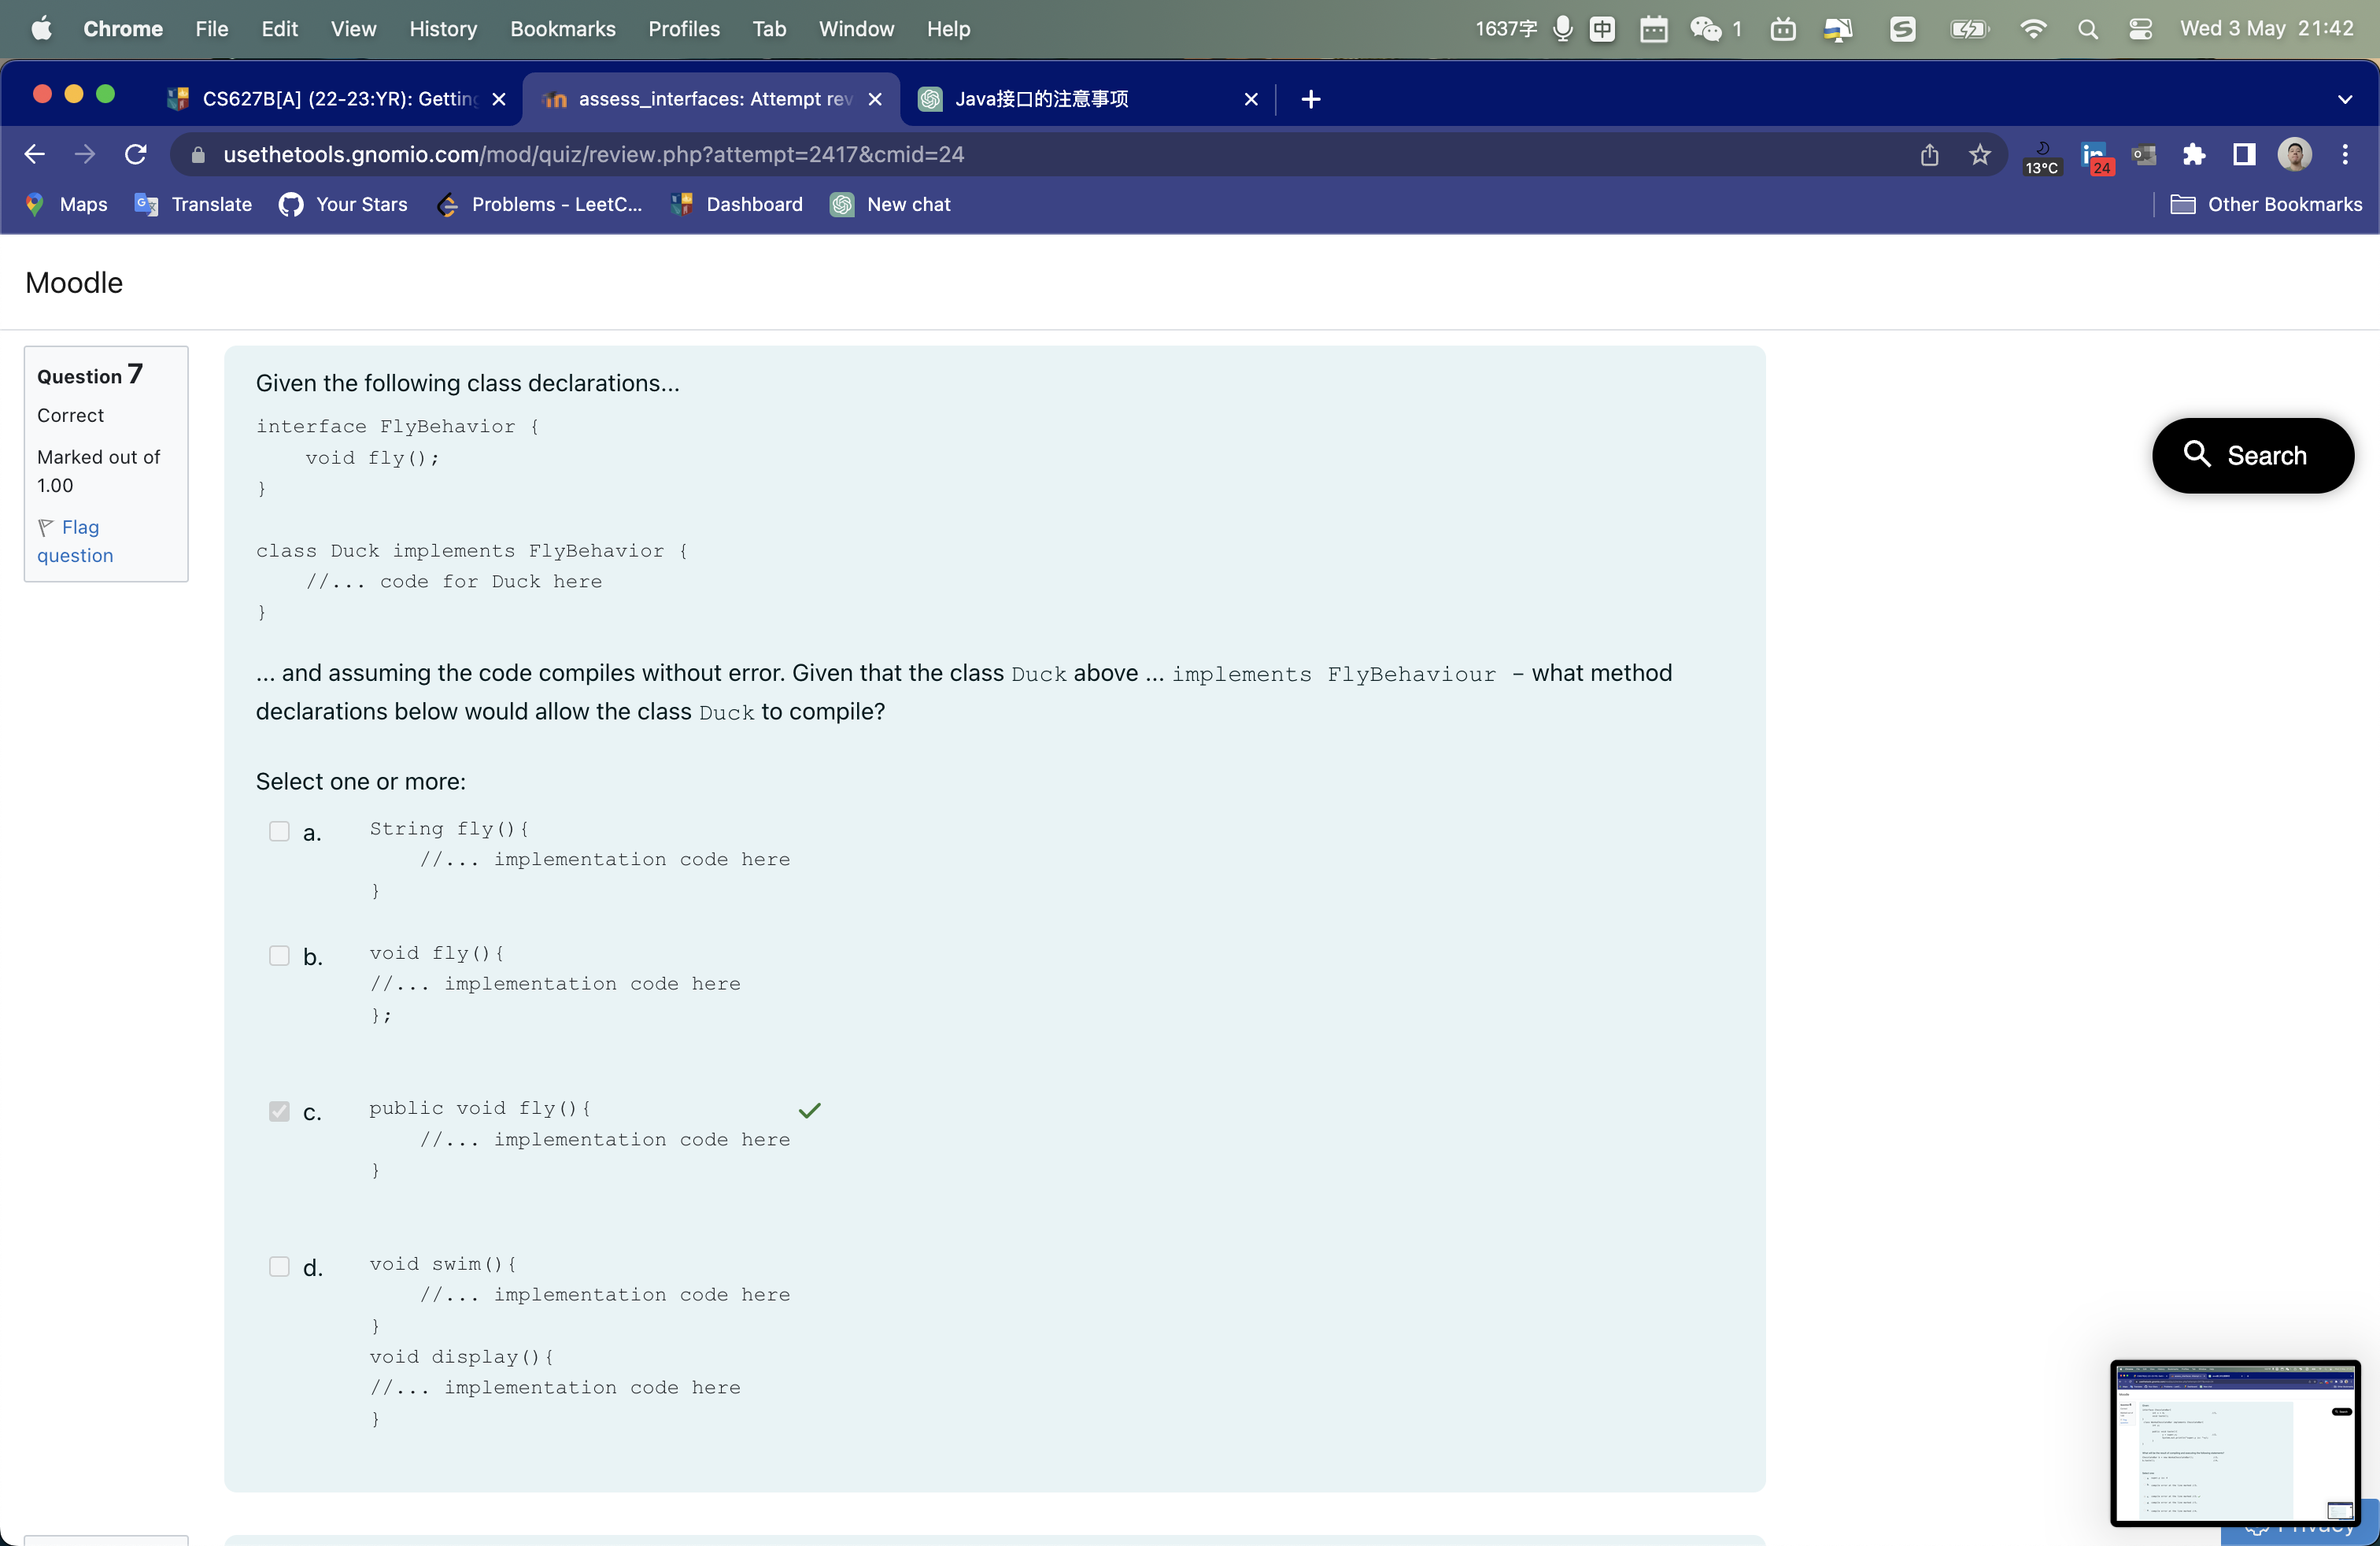 Chrome File Edit View History Bookmarks Profiles Tab Window Help 1637字 中 1 Wed 3 May 21:42
CS627B[A] (22-23:YR): Getting assess_interfaces: Attempt rev Java接口的注意事项
usethetools.gnomio.com/mod/quiz/review.php?attempt=2417&cmid=24 13°C 24
Maps Translate Your Stars Problems - LeetC... Dashboard New chat Other Bookmarks
Moodle
Question 7
Correct
Marked out of
1.00
Flag
question
Given the following class declarations...
interface FlyBehavior {
void fly();
}
class Duck implements FlyBehavior {
//... code for Duck here
}
... and assuming the code compiles without error. Given that the class Duck above ... implements FlyBehaviour – what method
declarations below would allow the class Duck to compile?
Select one or more:
a. String fly(){
//... implementation code here
}
b. void fly(){
//... implementation code here
};
c. public void fly(){
//... implementation code here
}
d. void swim(){
//... implementation code here
}
void display(){
//... implementation code here
}
Search
Privacy